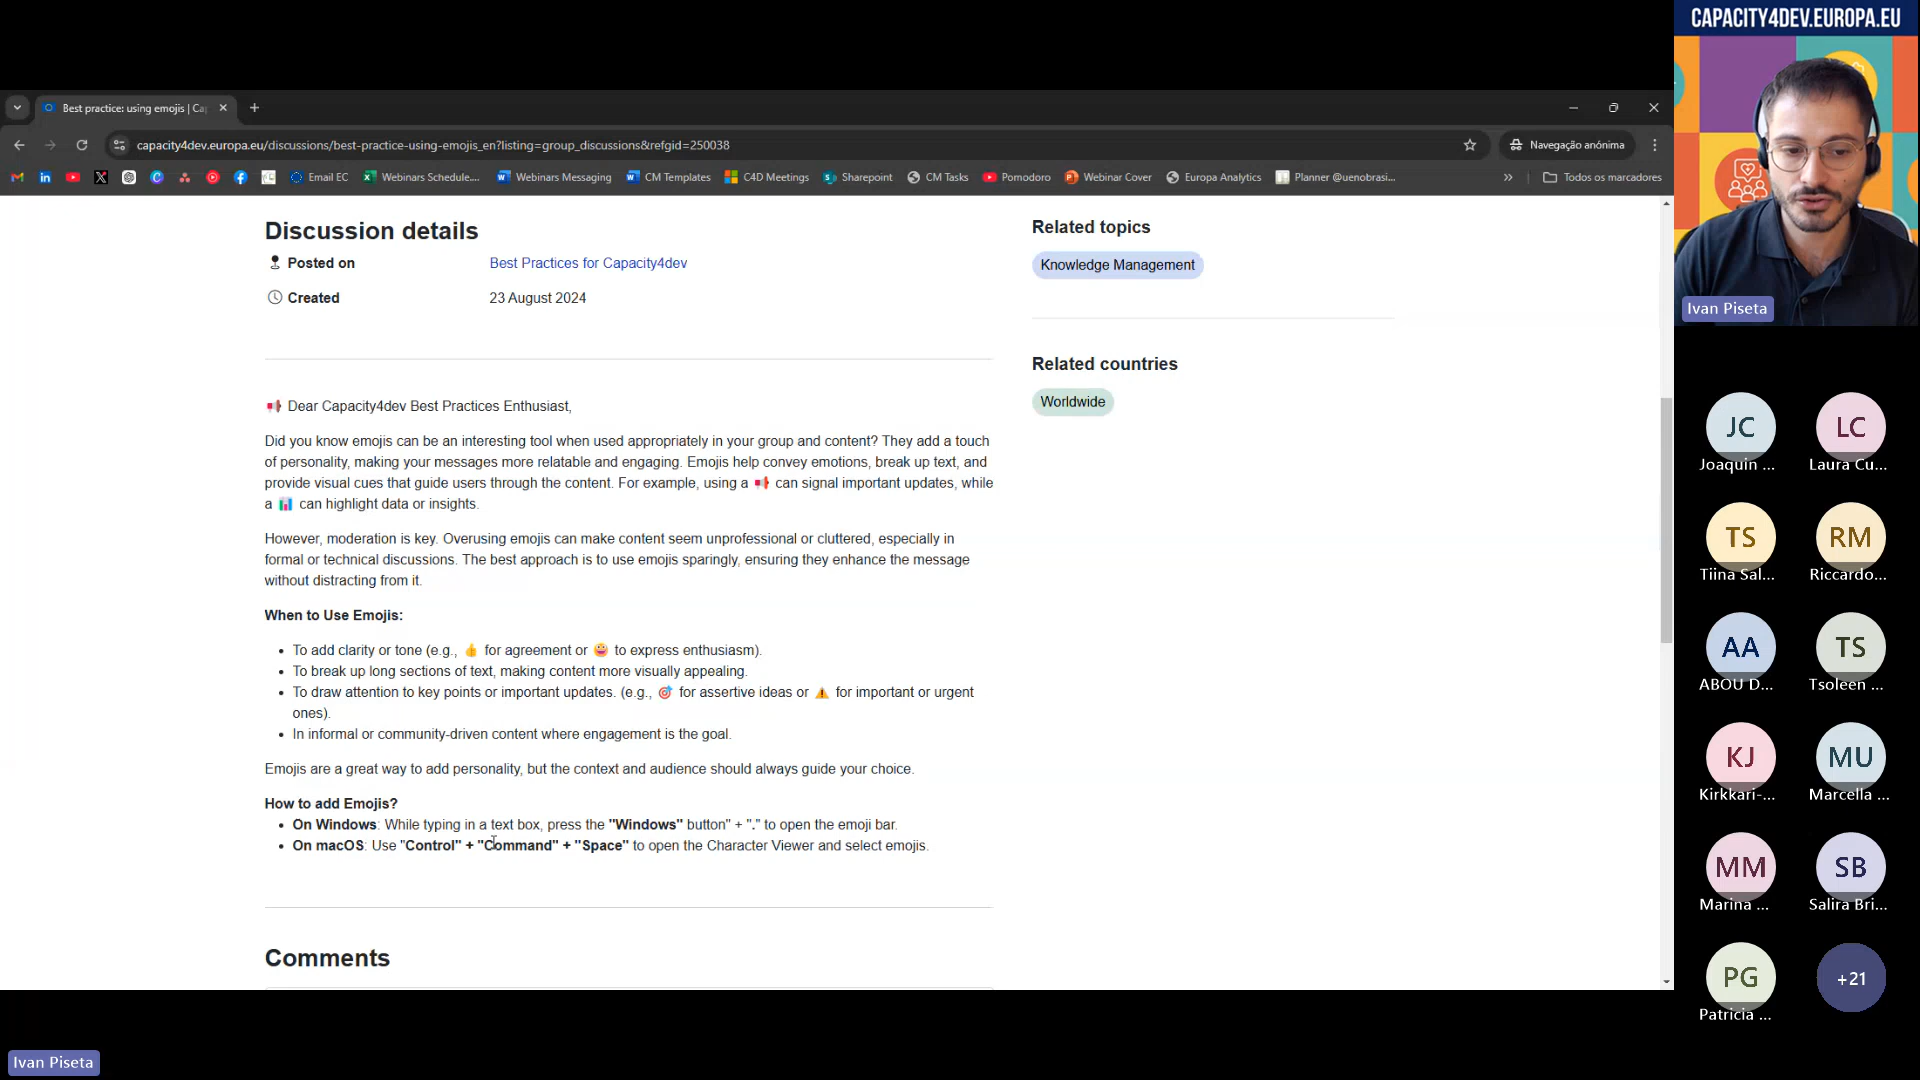 CAPACITY4DEV.EUROPA.EU
Best practice: using emojis | Ca
capacity4dev.europa.eu/discussions/best-practice-using-emojis_en?listing=group_discussions&refgid=250038
Navegação anónima
Email EC
Webinars Schedule,...
Webinars Messaging
CM Templates
C4D Meetings
Sharepoint
CM Tasks
Pomodoro
Webinar Cover
Europa Analytics
Planner @uenobrasi...
»
Todos os marcadores
Discussion details
Posted on
Best Practices for Capacity4dev
Created
23 August 2024
📢 Dear Capacity4dev Best Practices Enthusiast,
Did you know emojis can be an interesting tool when used appropriately in your group and content? They add a touch
of personality, making your messages more relatable and engaging. Emojis help convey emotions, break up text, and
provide visual cues that guide users through the content. For example, using a 📢 can signal important updates, while
a 📊 can highlight data or insights.
However, moderation is key. Overusing emojis can make content seem unprofessional or cluttered, especially in
formal or technical discussions. The best approach is to use emojis sparingly, ensuring they enhance the message
without distracting from it.
When to Use Emojis:
• To add clarity or tone (e.g., 👍 for agreement or 😀 to express enthusiasm).
• To break up long sections of text, making content more visually appealing.
• To draw attention to key points or important updates. (e.g., 🎯 for assertive ideas or ⚠️ for important or urgent
ones).
• In informal or community-driven content where engagement is the goal.
Emojis are a great way to add personality, but the context and audience should always guide your choice.
How to add Emojis?
• On Windows: While typing in a text box, press the "Windows" button" + "." to open the emoji bar.
• On macOS: Use "Control" + "Command" + "Space" to open the Character Viewer and select emojis.
Comments
Related topics
Knowledge Management
Related countries
Worldwide
Ivan Piseta
JC
Joaquin ...
LC
Laura Cu...
TS
Tiina Sal...
RM
Riccardo...
AA
ABOU D...
TS
Tsoleen ...
KJ
Kirkkari-...
MU
Marcella ...
MM
Marina ...
SB
Salira Bri...
PG
Patricia ...
+21
Ivan Piseta